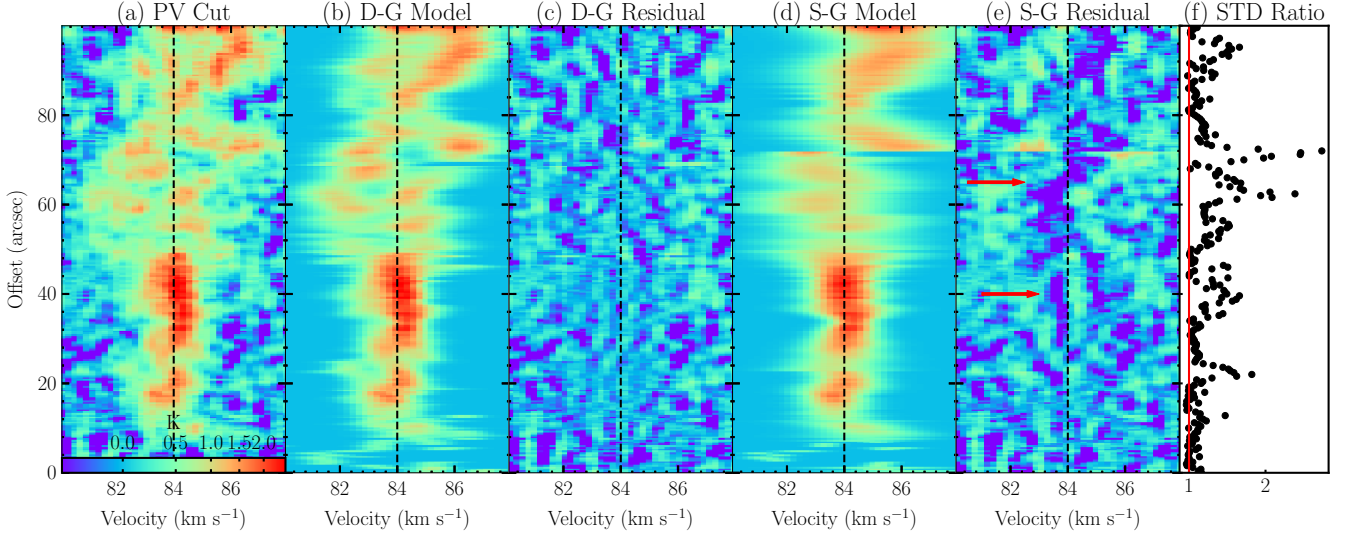 (a) PV Cut (b) D-G Model (c) D-G Residual (d) S-G Model (e) S-G Residual (f) STD Ratio
80
60
40
20
0
Offset (arcsec)
K
0.0 0.5 1.0 1.5 2.0
82 84 86 82 84 86 82 84 86 82 84 86 82 84 86 1 2
Velocity (km s⁻¹) Velocity (km s⁻¹) Velocity (km s⁻¹) Velocity (km s⁻¹) Velocity (km s⁻¹)